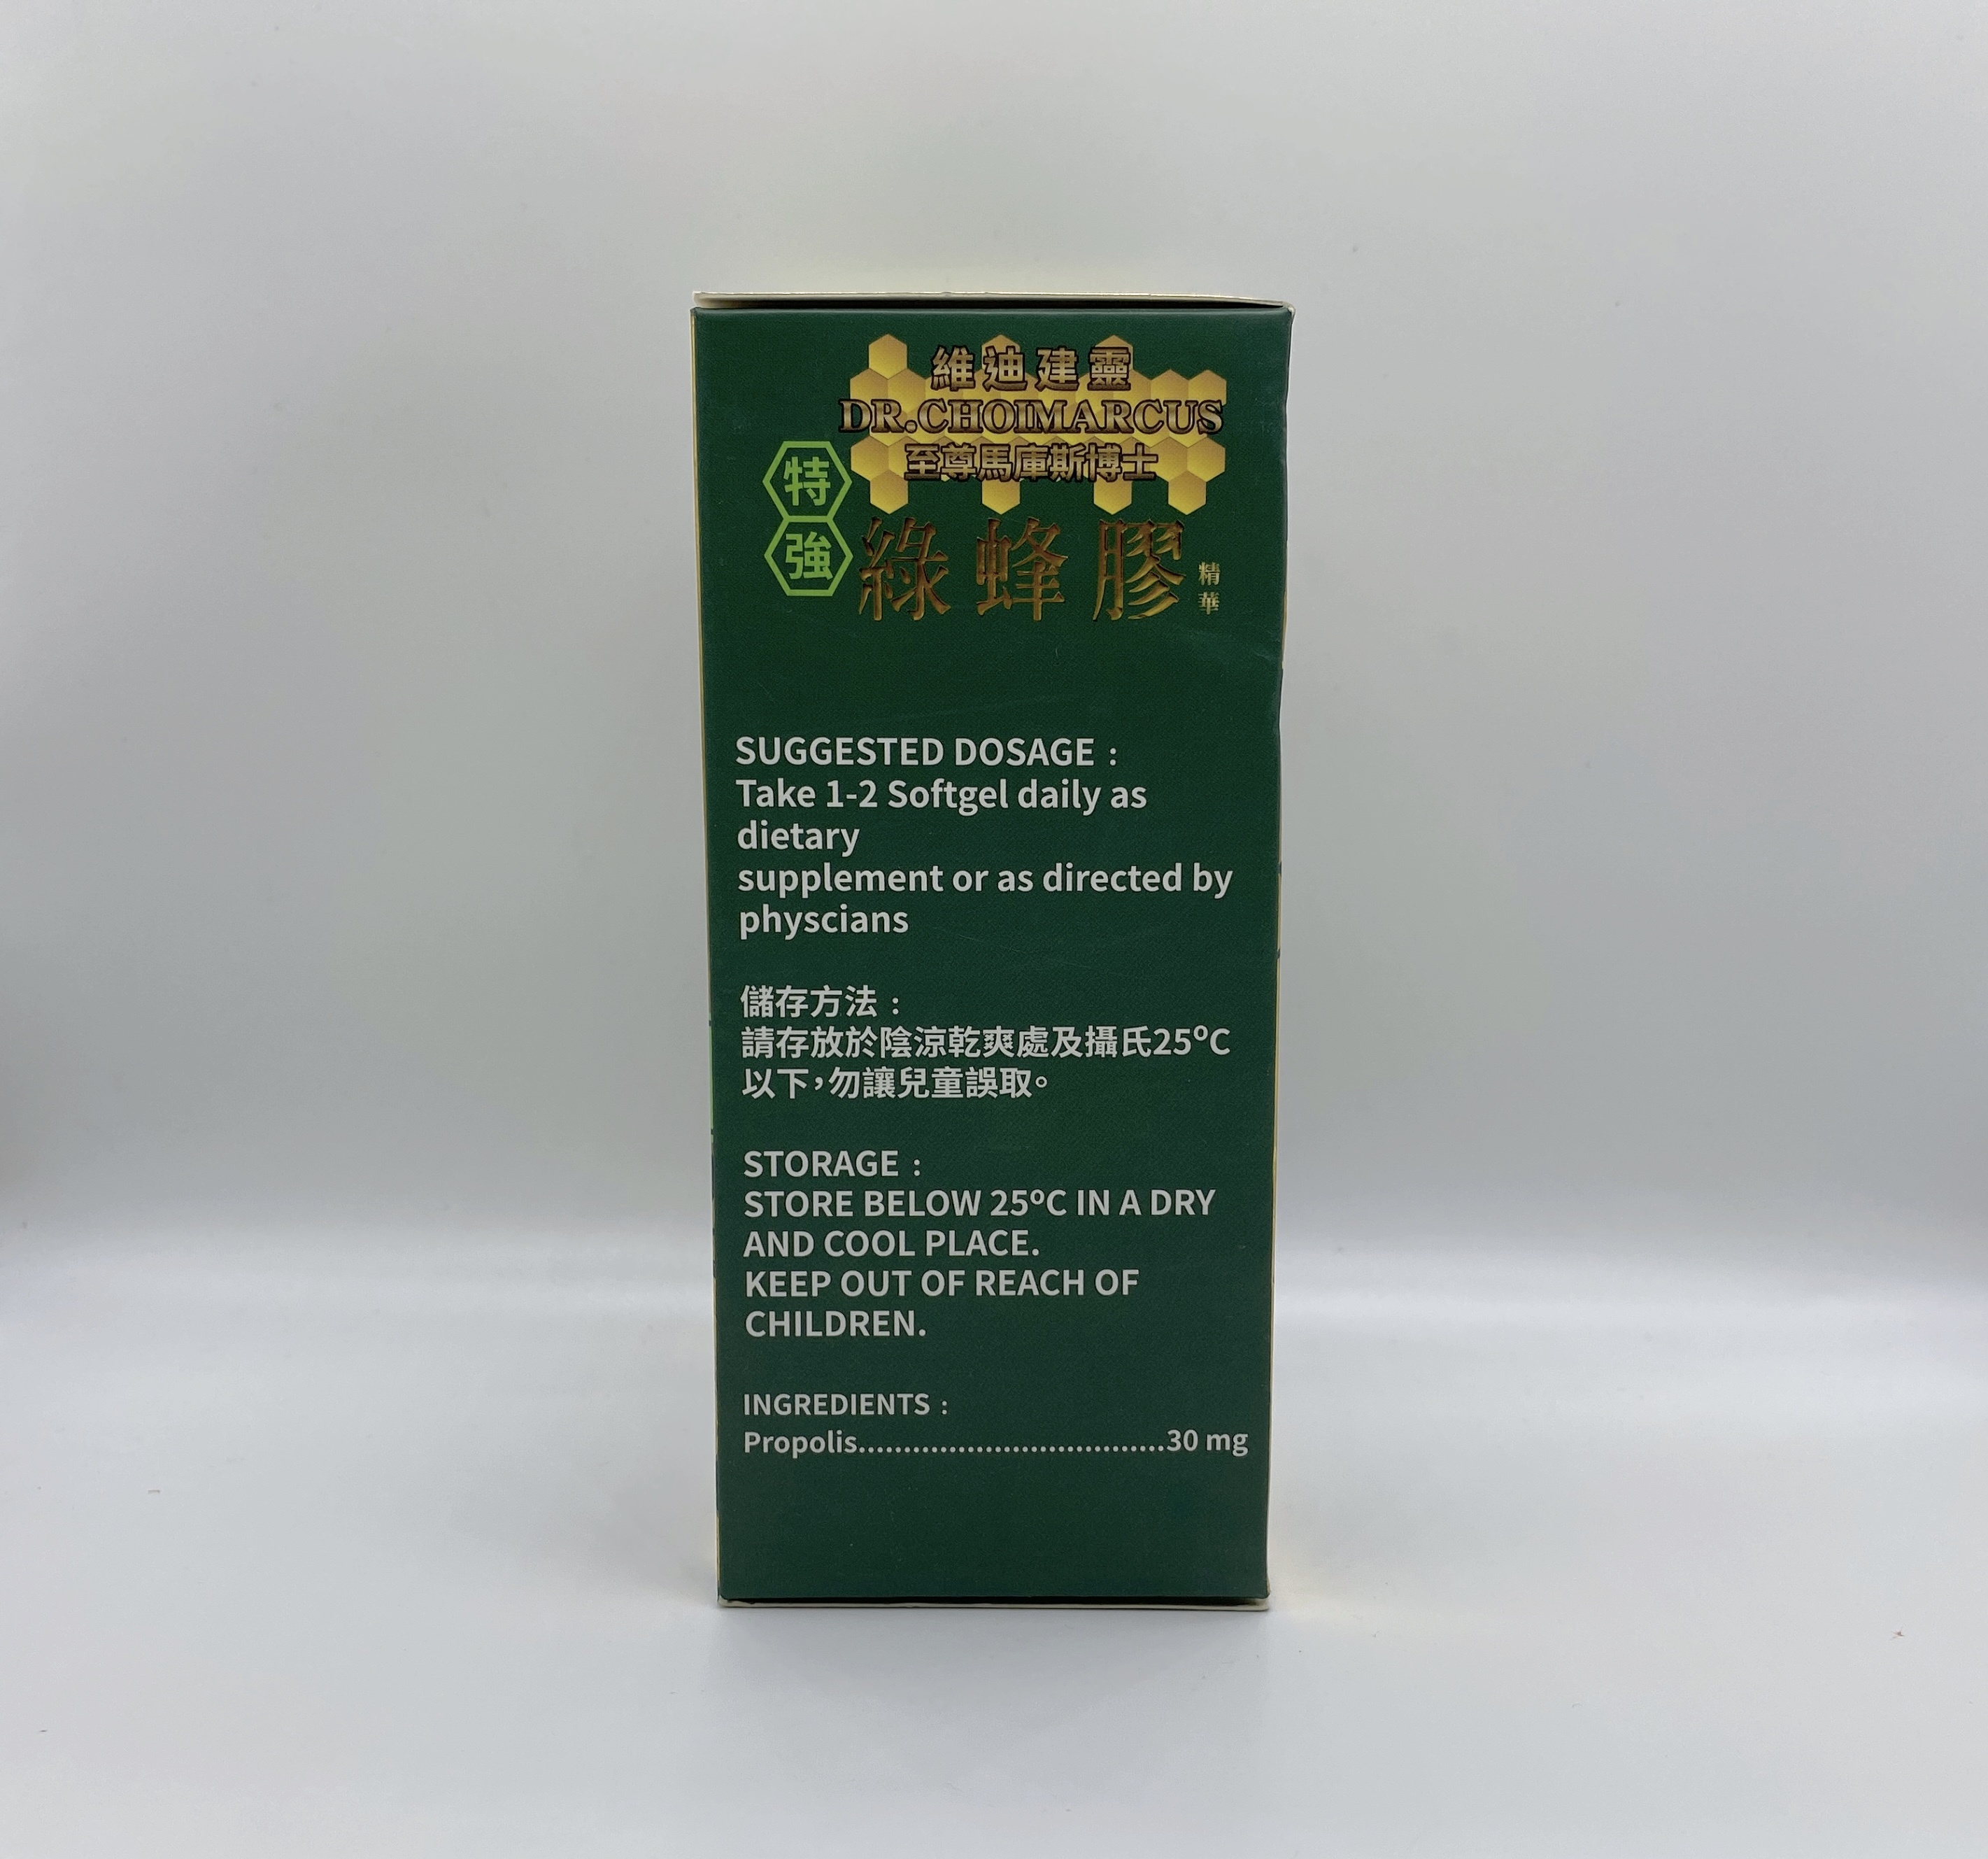 維迪建靈
DR.CHOIMARCUS
至尊馬庫斯博士
特強
綠蜂膠精華
SUGGESTED DOSAGE：
Take 1-2 Softgel daily as
dietary
supplement or as directed by
physcians
儲存方法：
請存放於陰涼乾爽處及攝氏25ºC
以下，勿讓兒童誤取。
STORAGE：
STORE BELOW 25ºC IN A DRY
AND COOL PLACE.
KEEP OUT OF REACH OF
CHILDREN.
INGREDIENTS：
Propolis..................................30 mg